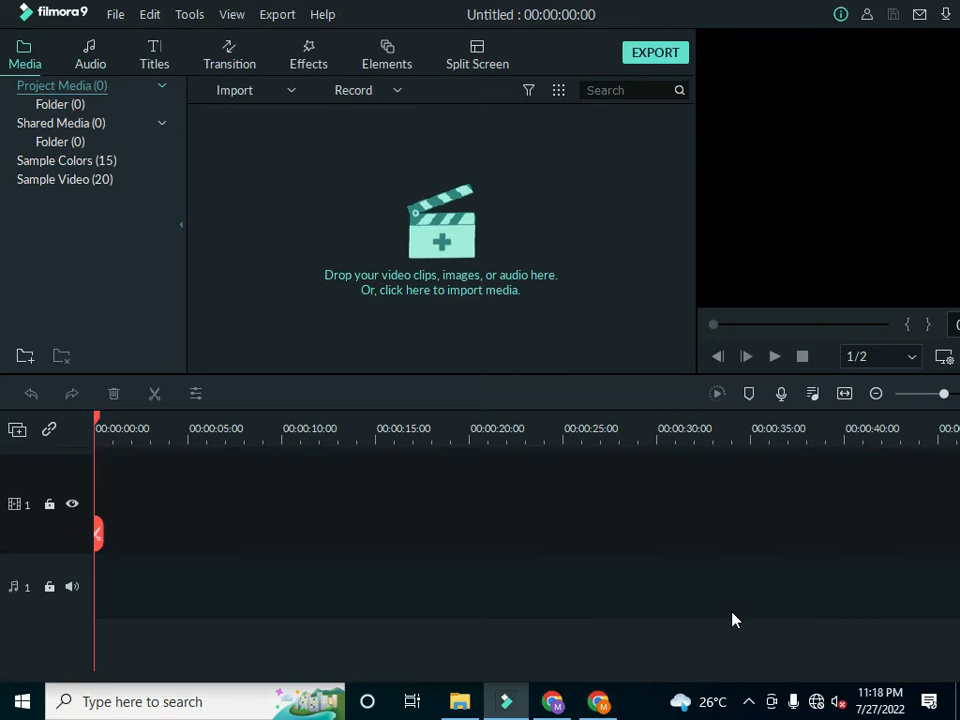 filmora9 File Edit Tools View Export Help Untitled : 00:00:00:00
Media Audio Titles Transition Effects Elements Split Screen EXPORT
Project Media (0)
Folder (0)
Shared Media (0)
Folder (0)
Sample Colors (15)
Sample Video (20)
Import Record Search
Drop your video clips, images, or audio here.
Or, click here to import media.
1/2
00:00:00:00 00:00:05:00 00:00:10:00 00:00:15:00 00:00:20:00 00:00:25:00 00:00:30:00 00:00:35:00 00:00:40:00
1
1
Type here to search
26°C
11:18 PM
7/27/2022